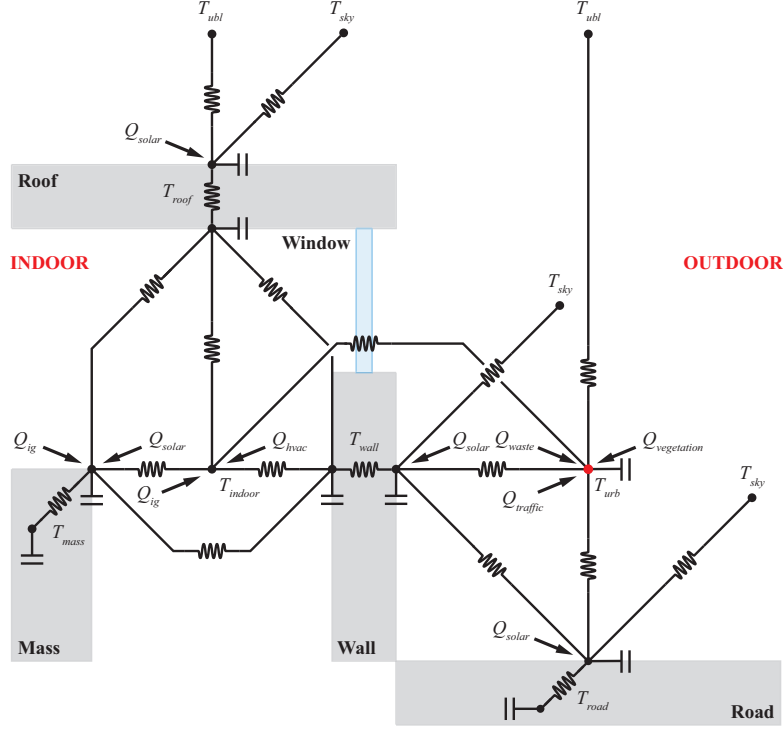 T_ubl
T_sky
T_ubl
Q_solar
Roof
T_roof
Window
INDOOR
OUTDOOR
T_sky
Q_ig
Q_solar
Q_hvac
T_wall
Q_solar
Q_waste
Q_vegetation
Q_ig
T_indoor
Q_traffic
T_urb
T_sky
T_mass
Q_solar
Mass
Wall
T_road
Road